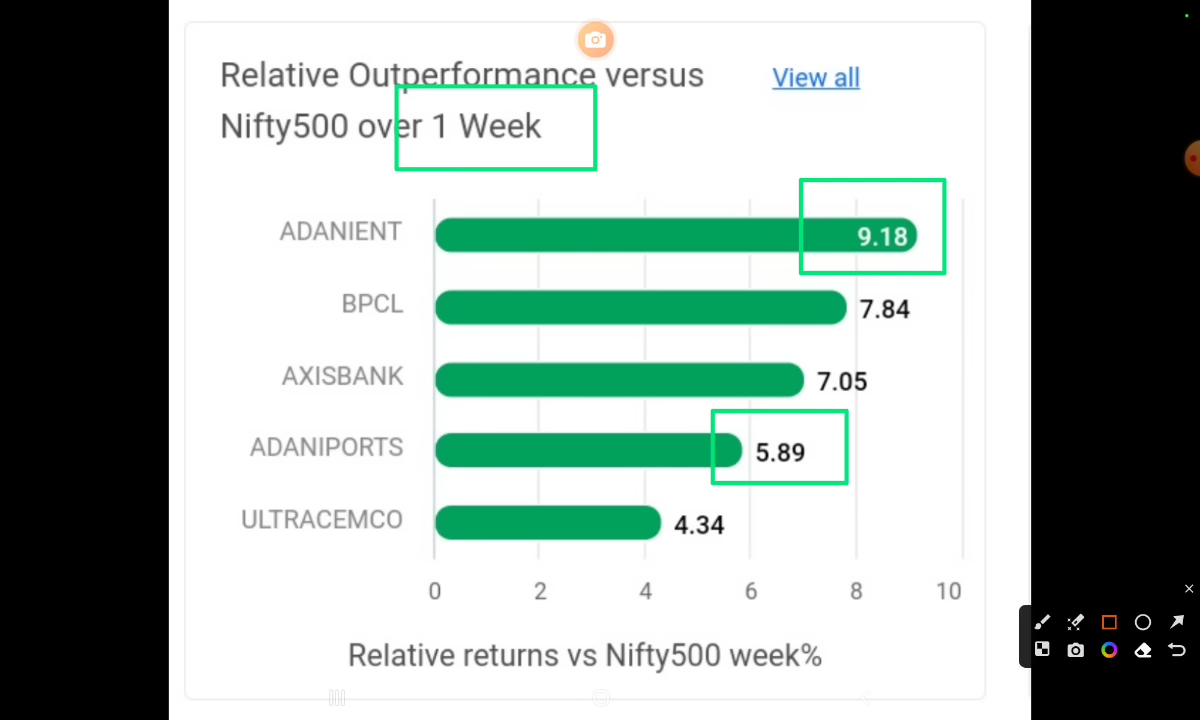 Relative Outperformance versus
View all
Nifty500 over 1 Week
ADANIENT 9.18
BPCL 7.84
AXISBANK 7.05
ADANIPORTS 5.89
ULTRACEMCO 4.34
0 2 4 6 8 10
Relative returns vs Nifty500 week%